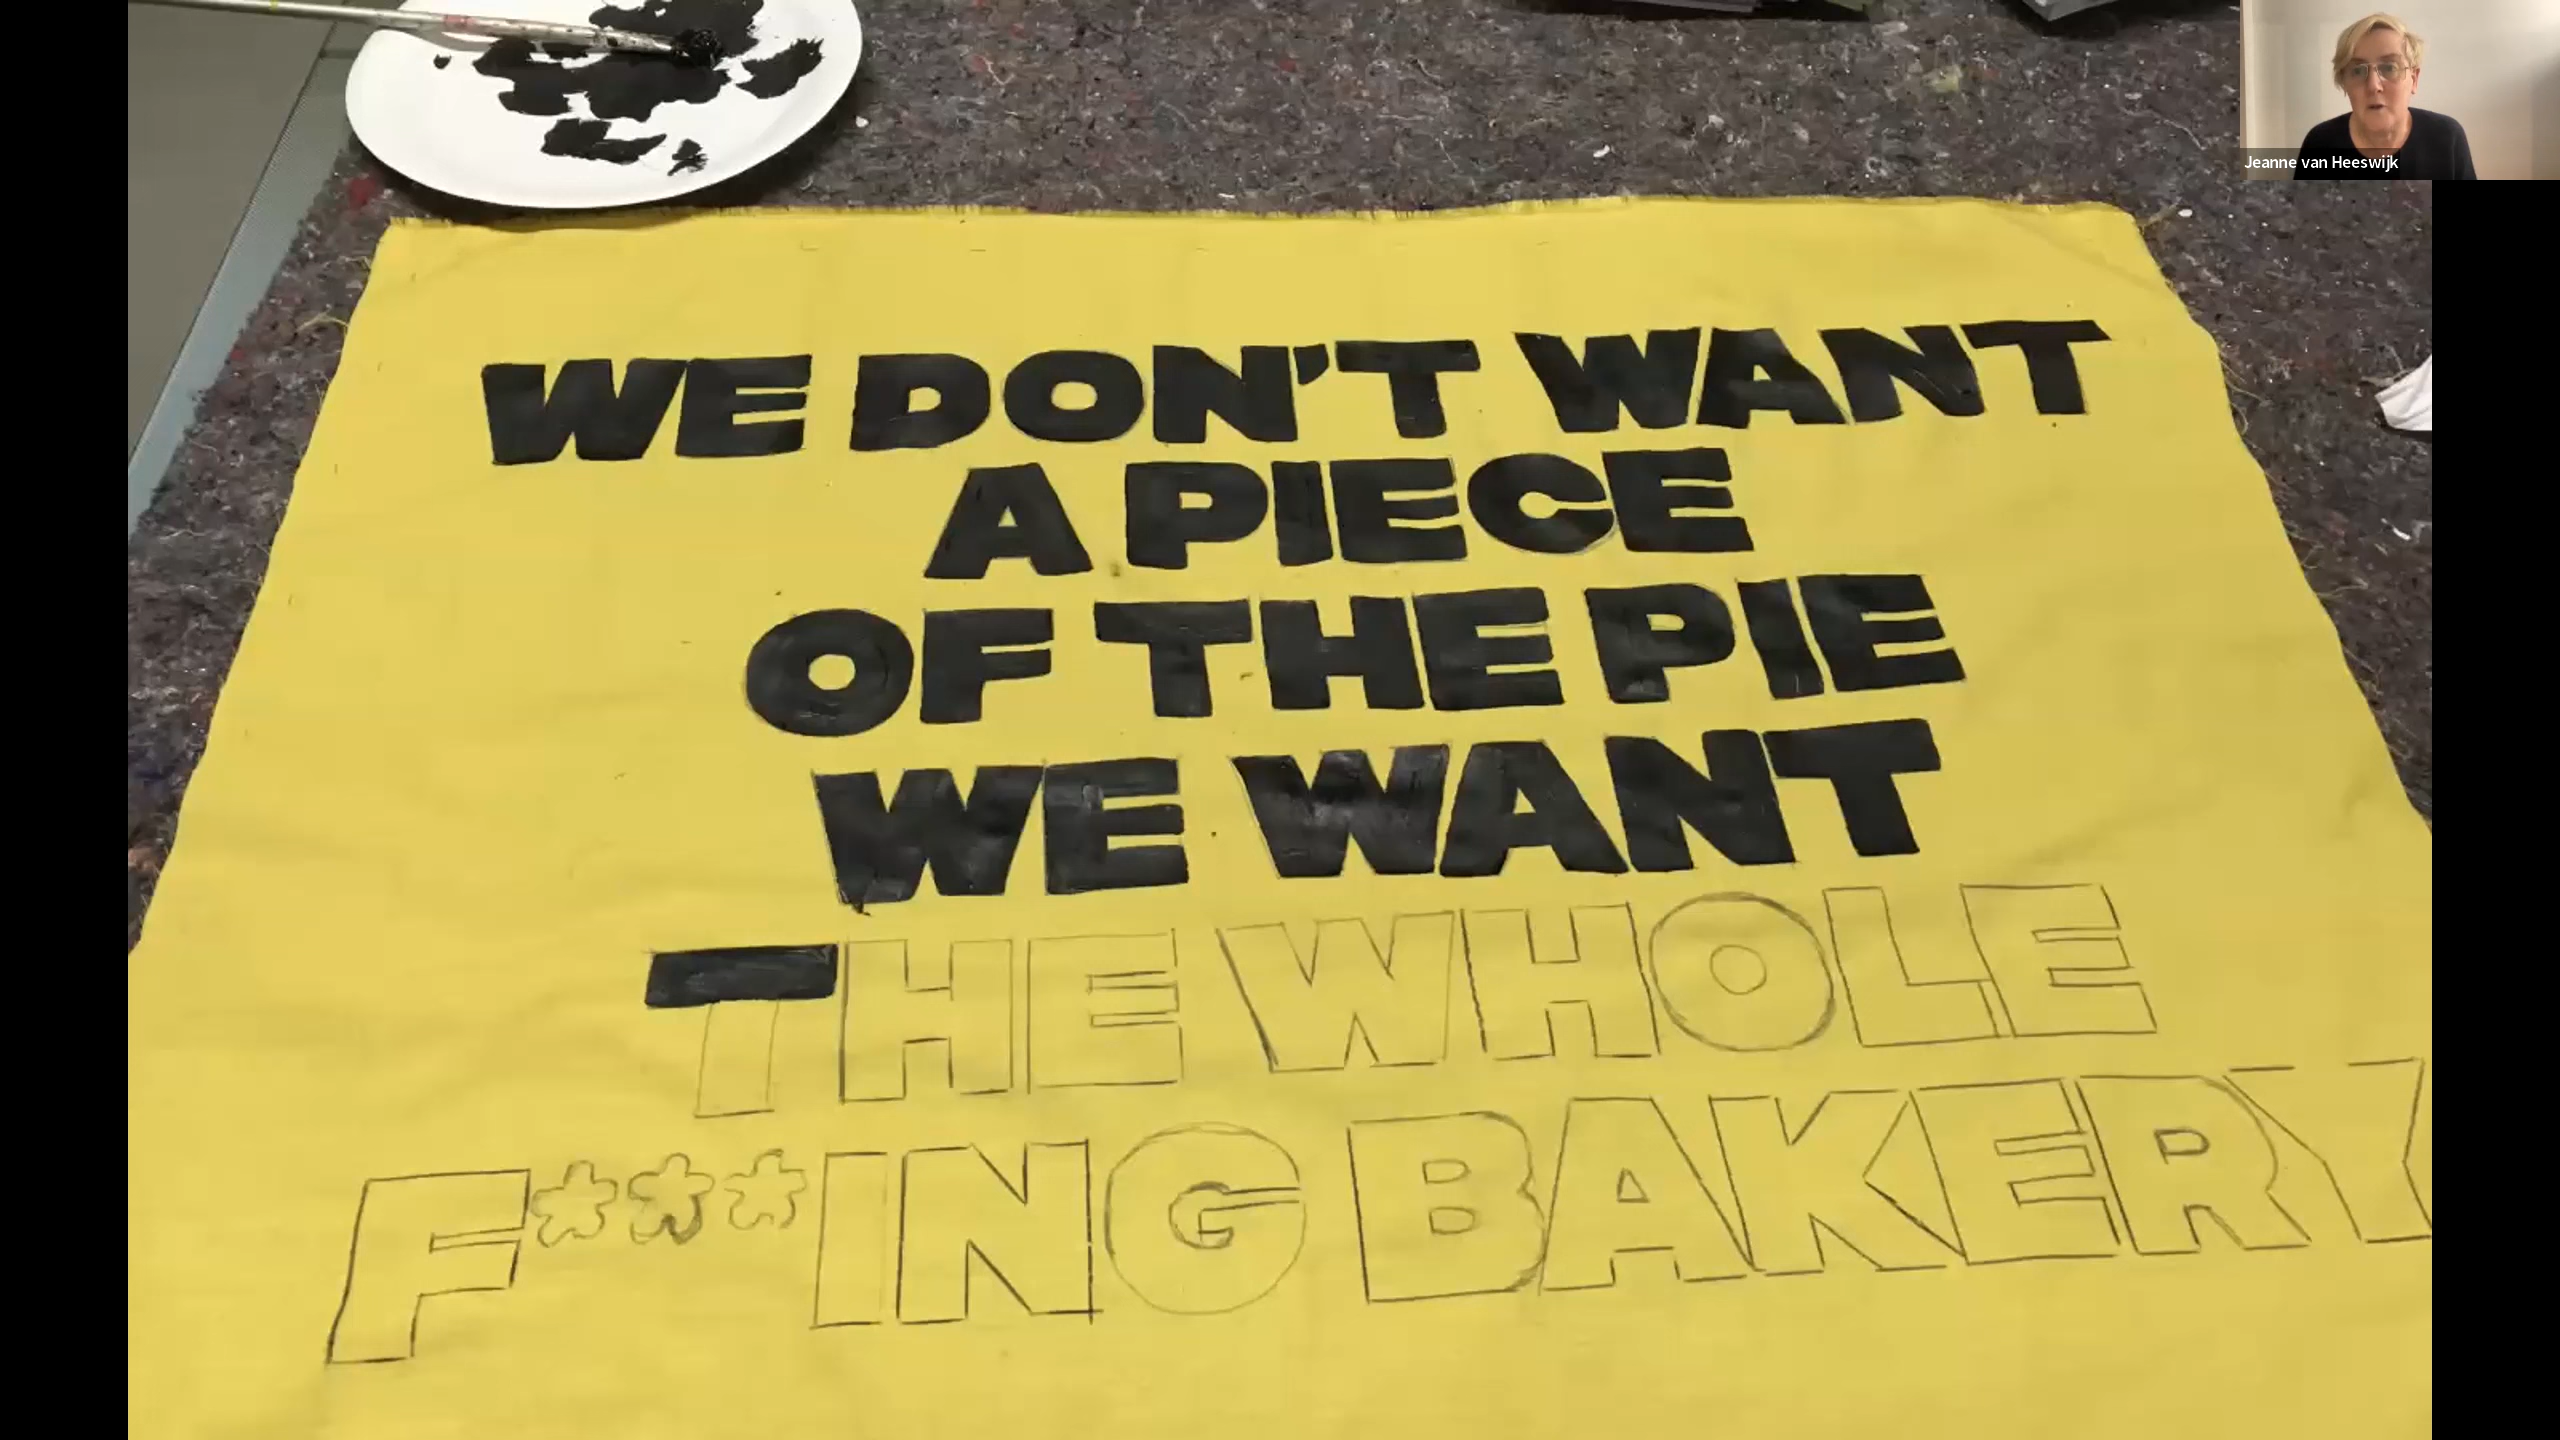 Jeanne van Heeswijk
WE DON'T WANT
A PIECE
OF THE PIE
WE WANT
THE WHOLE
F***ING BAKERY